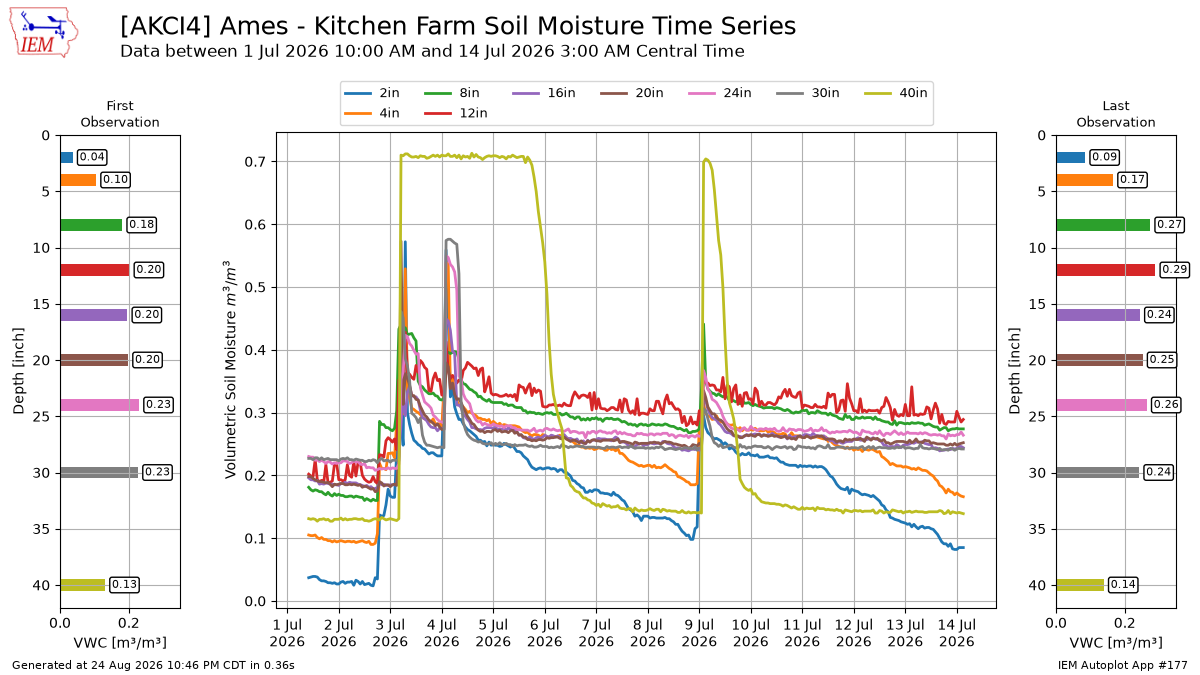 IEM
[AKCI4] Ames - Kitchen Farm Soil Moisture Time Series
Data between 1 Jul 2026 10:00 AM and 14 Jul 2026 3:00 AM Central Time
2in 8in 16in 20in 24in 30in 40in
4in 12in
First
Observation
0
5
10
15
20
25
30
35
40
Depth [inch]
0.04
0.10
0.18
0.20
0.20
0.20
0.23
0.23
0.13
0.0 0.2
VWC [m³/m³]
Volumetric Soil Moisture m³/m³
0.7
0.6
0.5
0.4
0.3
0.2
0.1
0.0
1 Jul 2 Jul 3 Jul 4 Jul 5 Jul 6 Jul 7 Jul 8 Jul 9 Jul 10 Jul 11 Jul 12 Jul 13 Jul 14 Jul
2026 2026 2026 2026 2026 2026 2026 2026 2026 2026 2026 2026 2026 2026
Last
Observation
0
5
10
15
20
25
30
35
40
Depth [inch]
0.09
0.17
0.27
0.29
0.24
0.25
0.26
0.24
0.14
0.0 0.2
VWC [m³/m³]
Generated at 24 Aug 2026 10:46 PM CDT in 0.36s
IEM Autoplot App #177